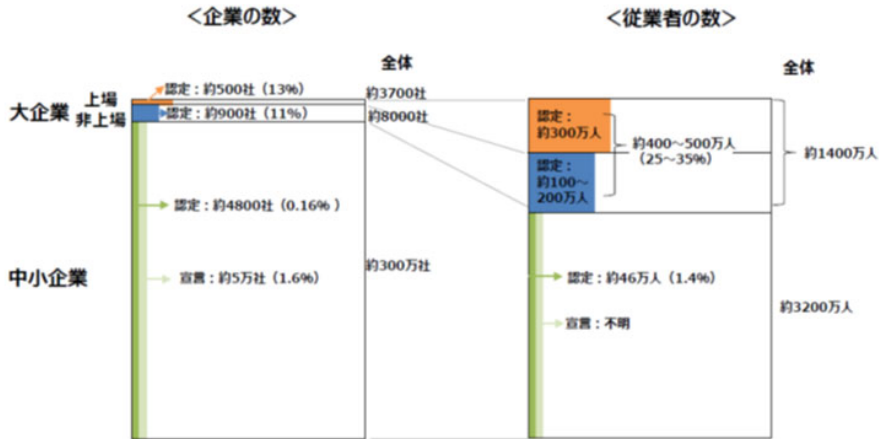 ＜企業の数＞
＜従業者の数＞
全体
全体
大企業
上場
非上場
認定：約500社（13%）
約3700社
認定：約900社（11%）
約8000社
認定：
約300万人
認定：
約100～
200万人
約400～500万人
（25～35%）
約1400万人
中小企業
認定：約4800社（0.16% ）
宣言：約5万社（1.6%）
約300万社
認定：約46万人（1.4%）
宣言：不明
約3200万人